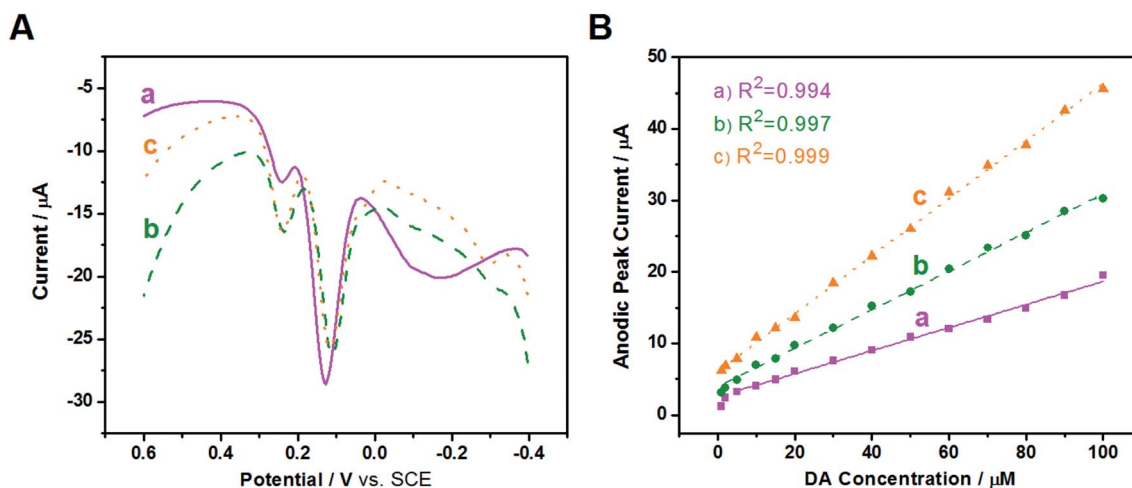 A
-5
-10
-15
-20
-25
-30
Current / μA
a
c
b
0.6
0.4
0.2
0.0
-0.2
-0.4
Potential / V vs. SCE
B
50
40
30
20
10
0
Anodic Peak Current / μA
a) R²=0.994
b) R²=0.997
c) R²=0.999
c
b
a
0
20
40
60
80
100
DA Concentration / μM